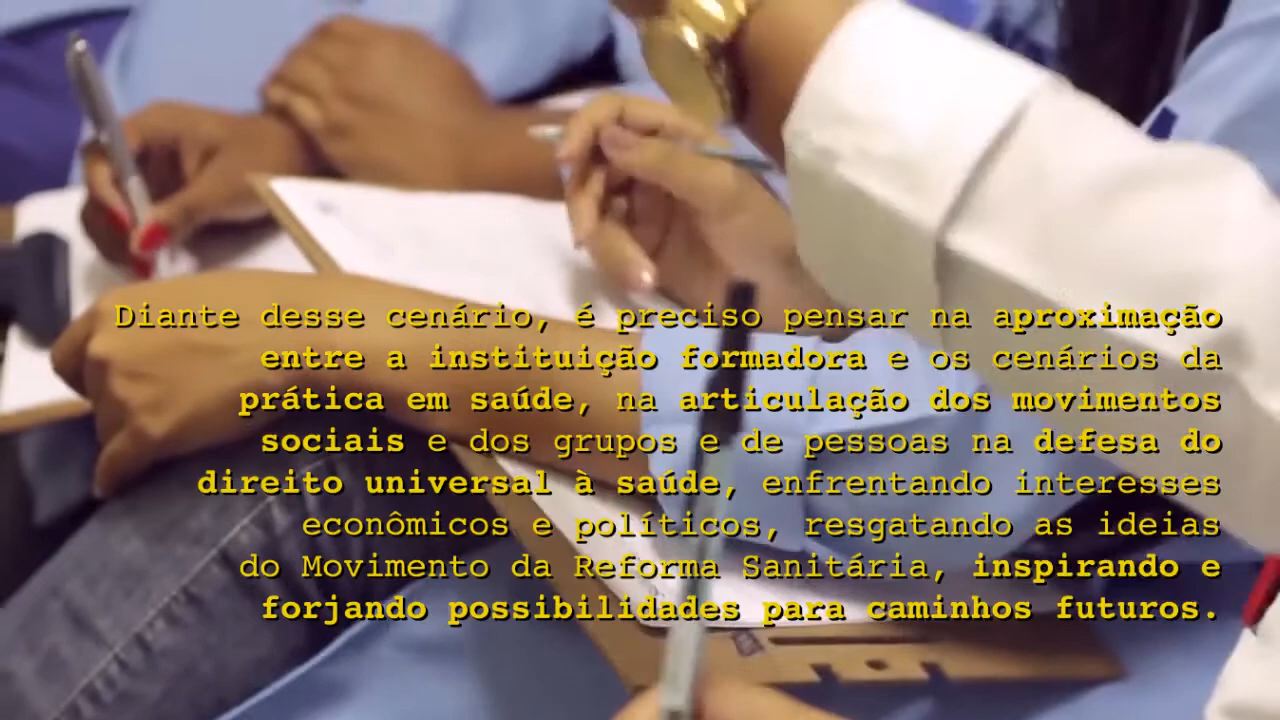 Diante desse cenário, é preciso pensar na aproximação
entre a instituição formadora e os cenários da
prática em saúde, na articulação dos movimentos
sociais e dos grupos e de pessoas na defesa do
direito universal à saúde, enfrentando interesses
econômicos e políticos, resgatando as ideias
do Movimento da Reforma Sanitária, inspirando e
forjando possibilidades para caminhos futuros.